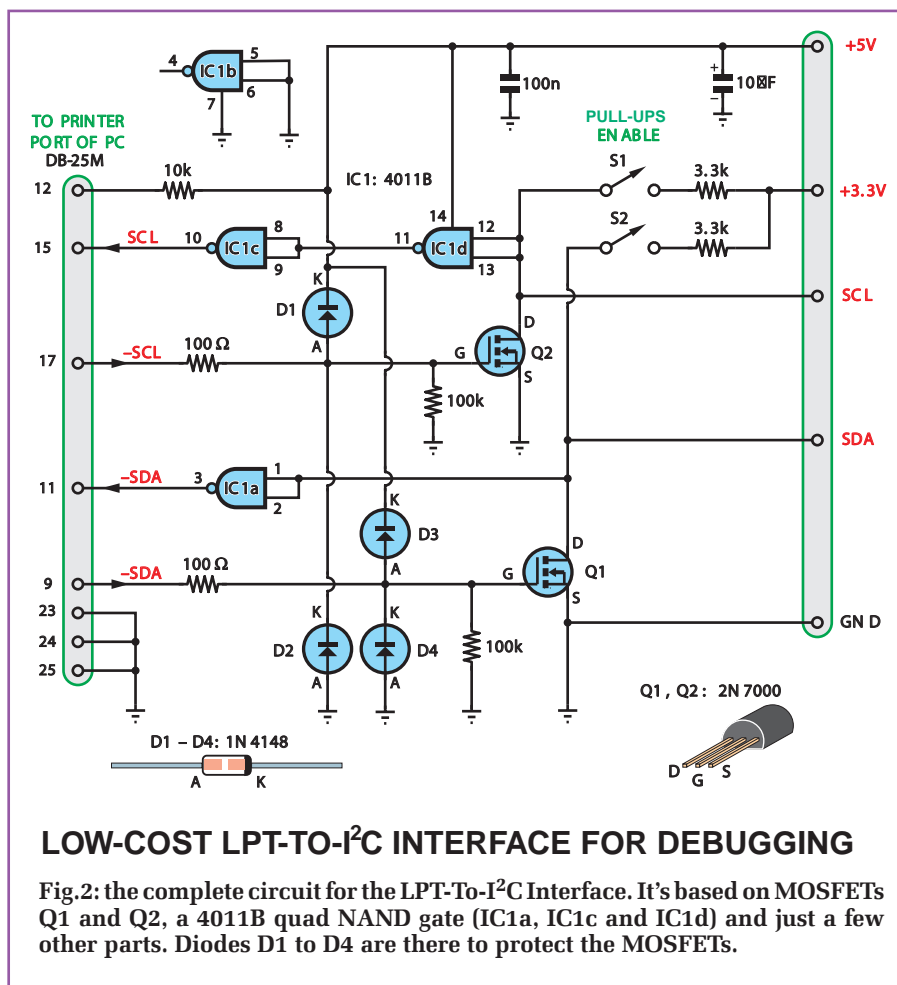 +5V
4
5
IC1b
6
7
100n
+
10 F
–
TO PRINTER
PORT OF PC
DB-25M
PULL-UPS
ENABLE
12
10k
IC1: 4011B
S1
3.3k
+3.3V
14
S2
3.3k
15
SCL
10
IC1c
8
9
11
IC1d
12
13
K
D1
A
SCL
17
–SCL
100 Ω
G
D
Q2
S
100k
SDA
11
–SDA
3
IC1a
1
2
K
D3
A
9
–SDA
100 Ω
G
D
Q1
S
23
24
25
K
D2
A
K
D4
A
100k
GND
Q1, Q2: 2N7000
D1 – D4: 1N4148
A
K
D
G
S
LOW-COST LPT-TO-I²C INTERFACE FOR DEBUGGING
Fig.2: the complete circuit for the LPT-To-I²C Interface. It's based on MOSFETs
Q1 and Q2, a 4011B quad NAND gate (IC1a, IC1c and IC1d) and just a few
other parts. Diodes D1 to D4 are there to protect the MOSFETs.